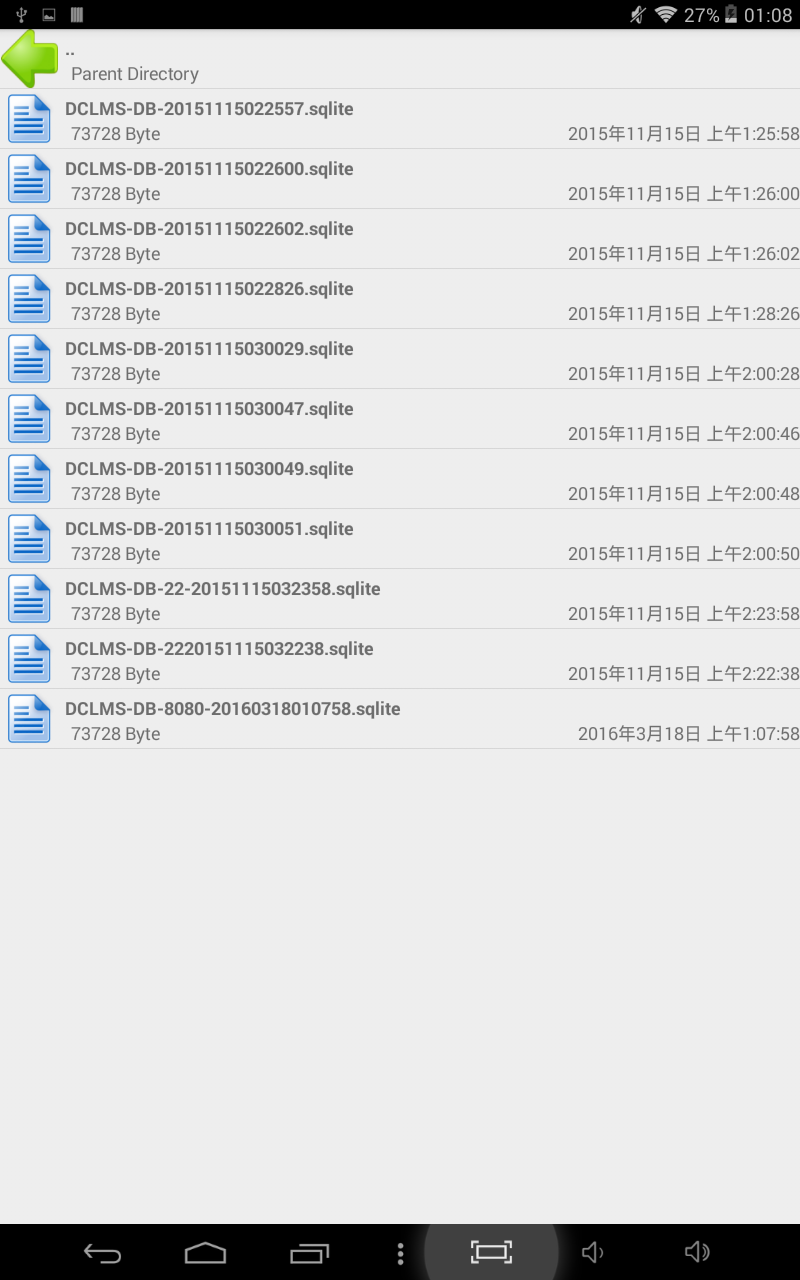 27% 01:08
..
Parent Directory
DCLMS-DB-20151115022557.sqlite
73728 Byte 2015年11月15日 上午1:25:58
DCLMS-DB-20151115022600.sqlite
73728 Byte 2015年11月15日 上午1:26:00
DCLMS-DB-20151115022602.sqlite
73728 Byte 2015年11月15日 上午1:26:02
DCLMS-DB-20151115022826.sqlite
73728 Byte 2015年11月15日 上午1:28:26
DCLMS-DB-20151115030029.sqlite
73728 Byte 2015年11月15日 上午2:00:28
DCLMS-DB-20151115030047.sqlite
73728 Byte 2015年11月15日 上午2:00:46
DCLMS-DB-20151115030049.sqlite
73728 Byte 2015年11月15日 上午2:00:48
DCLMS-DB-20151115030051.sqlite
73728 Byte 2015年11月15日 上午2:00:50
DCLMS-DB-22-20151115032358.sqlite
73728 Byte 2015年11月15日 上午2:23:58
DCLMS-DB-2220151115032238.sqlite
73728 Byte 2015年11月15日 上午2:22:38
DCLMS-DB-8080-20160318010758.sqlite
73728 Byte 2016年3月18日 上午1:07:58